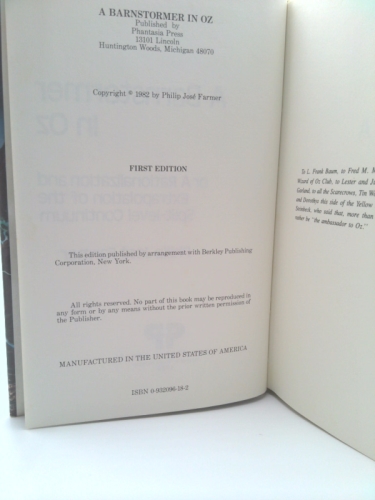 A BARNSTORMER IN OZ
Published by
Phantasia Press
13101 Lincoln
Huntington Woods, Michigan 48070
Copyright © 1982 by Philip José Farmer
FIRST EDITION
This edition published by arrangement with Berkley Publishing
Corporation, New York.
All rights reserved. No part of this book may be reproduced in
any form or by any means without the prior written permission of
the Publisher.
MANUFACTURED IN THE UNITED STATES OF AMERICA.
ISBN 0-932096-19-2
To L. Frank Baum, to Fred M.
Wizard of Oz Club, to Lester and
Garland, to all the Scarecrows, Tin
and Dorothys this side of the Yellow
Steinbeck, who said that, more than
rather be "the ambassador to Oz."